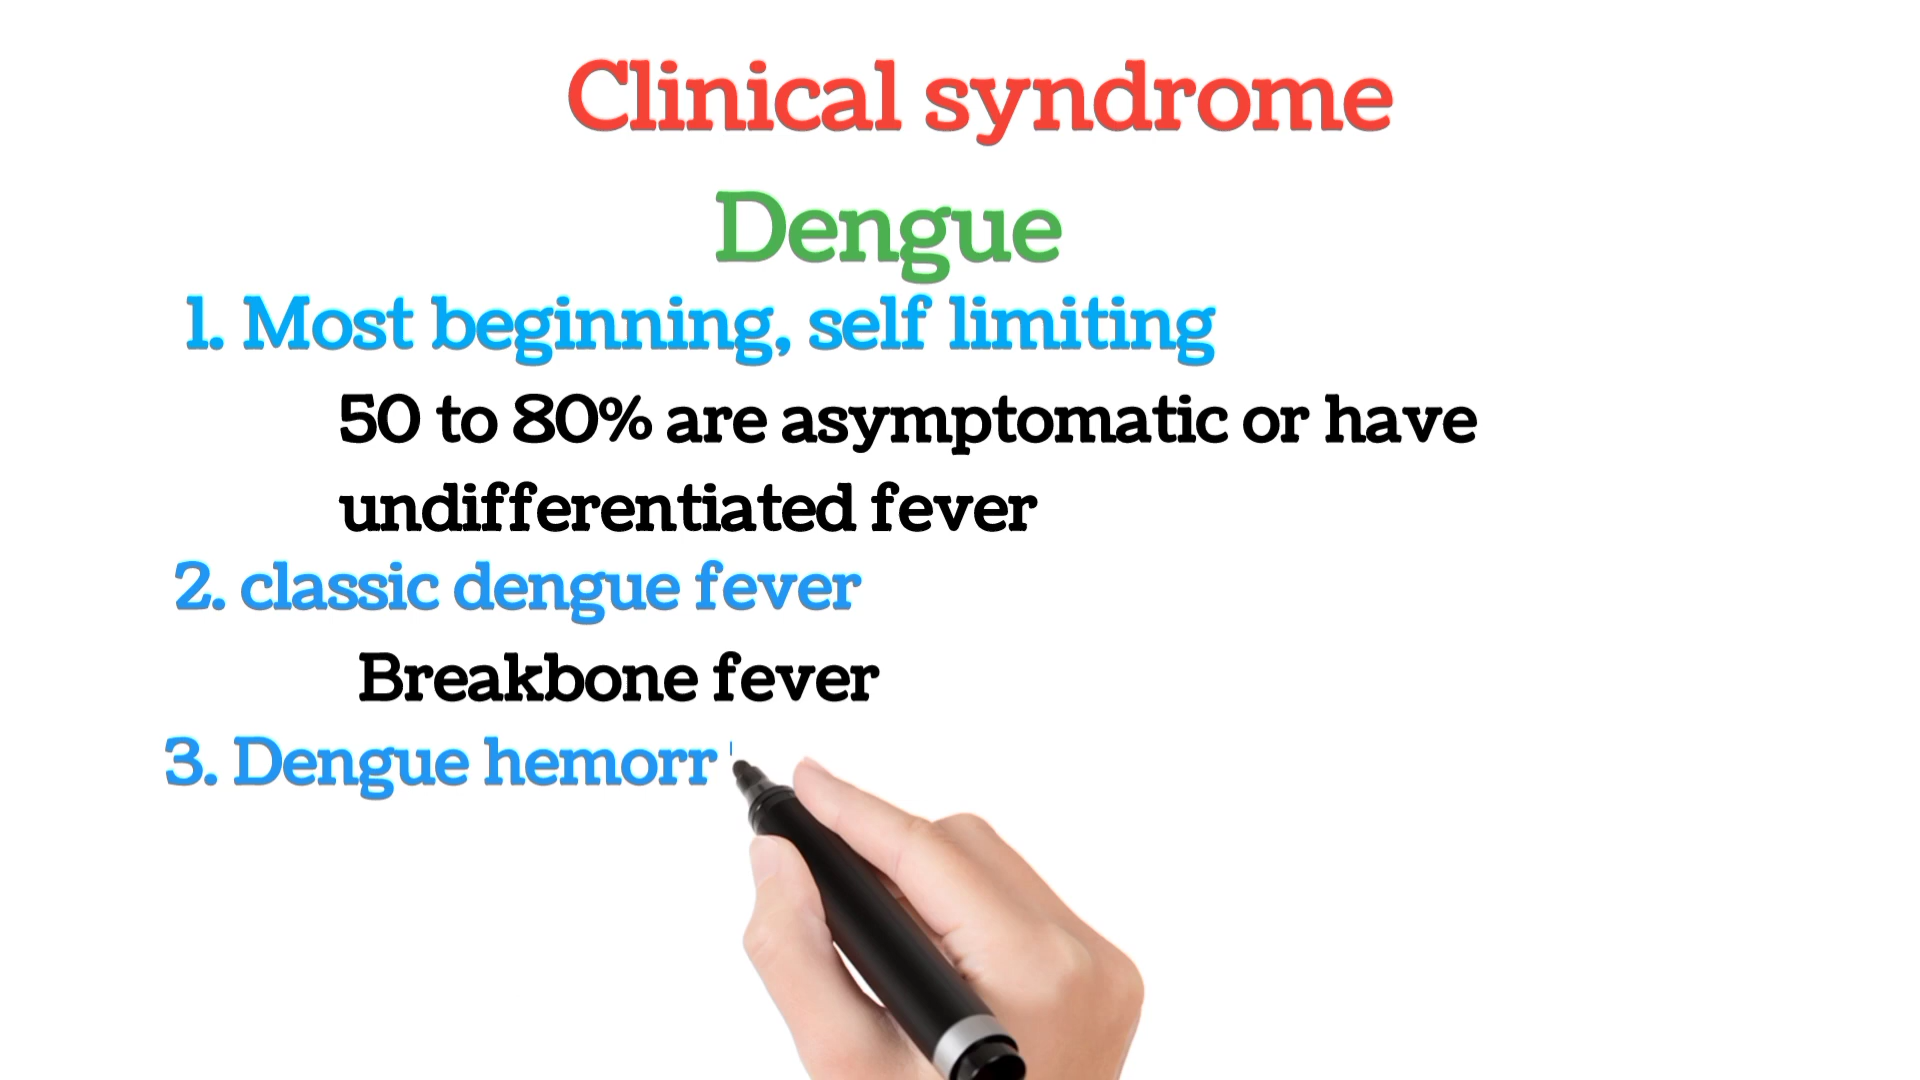 Clinical syndrome
Dengue
1. Most beginning, self limiting
50 to 80% are asymptomatic or have
undifferentiated fever
2. classic dengue fever
Breakbone fever
3. Dengue hemorr